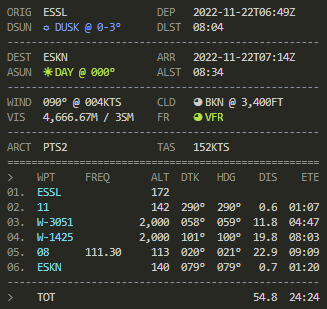 ORIG ESSL DEP 2022-11-22T06:49Z
DSUN DUSK @ 0-3° DLST 08:04
DEST ESKN ARR 2022-11-22T07:14Z
ASUN DAY @ 000° ALST 08:34
WIND 090° @ 004KTS CLD BKN @ 3,400FT
VIS 4,666.67M / 3SM FR VFR
ARCT PTS2 TAS 152KTS
> WPT FREQ ALT DTK HDG DIS ETE
01. ESSL 172
02. 11 142 290° 290° 0.6 01:07
03. W-3051 2,000 058° 059° 11.8 04:47
04. W-1425 2,000 101° 100° 19.8 08:03
05. 08 111.30 113 020° 021° 22.9 09:09
06. ESKN 140 079° 079° 0.7 01:20
> TOT 54.8 24:24